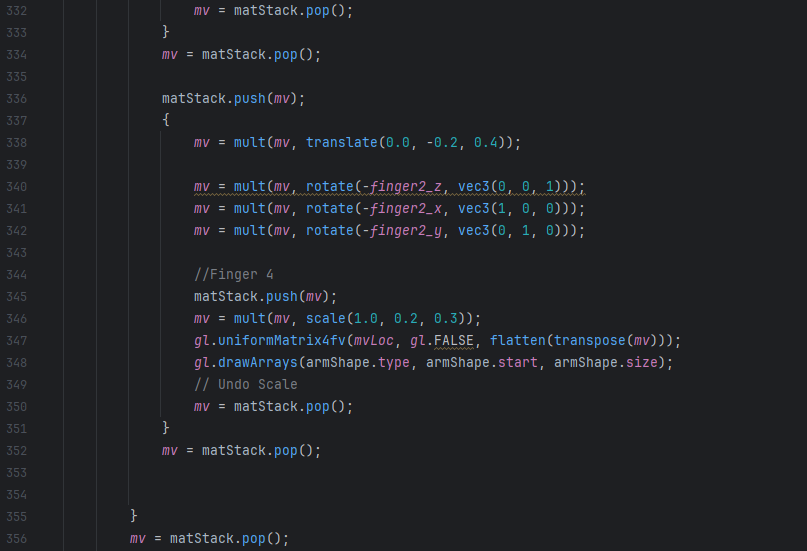 332 mv = matStack.pop();
333 }
334 mv = matStack.pop();
335
336 matStack.push(mv);
337 {
338 mv = mult(mv, translate(0.0, -0.2, 0.4));
339
340 mv = mult(mv, rotate(-finger2_z, vec3(0, 0, 1)));
341 mv = mult(mv, rotate(-finger2_x, vec3(1, 0, 0)));
342 mv = mult(mv, rotate(-finger2_y, vec3(0, 1, 0)));
343
344 //Finger 4
345 matStack.push(mv);
346 mv = mult(mv, scale(1.0, 0.2, 0.3));
347 gl.uniformMatrix4fv(mvLoc, gl.FALSE, flatten(transpose(mv)));
348 gl.drawArrays(armShape.type, armShape.start, armShape.size);
349 // Undo Scale
350 mv = matStack.pop();
351 }
352 mv = matStack.pop();
353
354
355 }
356 mv = matStack.pop();